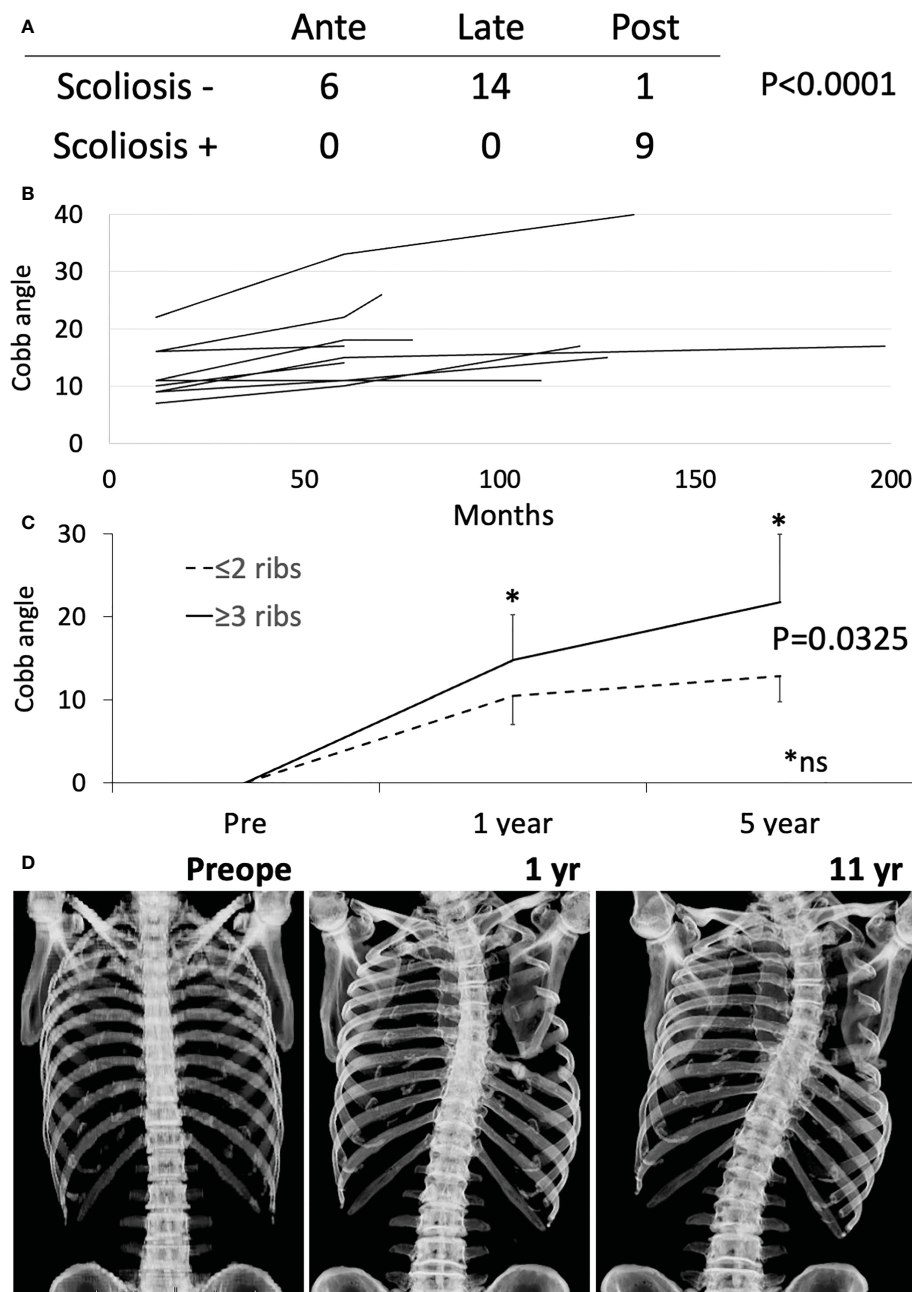 A
Ante Late Post
Scoliosis - 6 14 1 P<0.0001
Scoliosis + 0 0 9
B
40
30
20
10
0
Cobb angle
0 50 100 150 200
Months
C
30
20
10
0
Cobb angle
≤2 ribs
≥3 ribs
*
*
P=0.0325
*ns
Pre 1 year 5 year
D
Preope 1 yr 11 yr